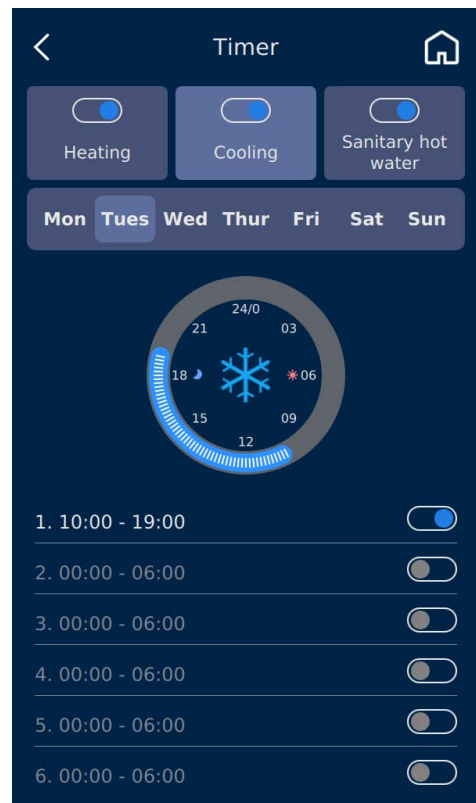 Timer
Heating
Cooling
Sanitary hot
water
Mon Tues Wed Thur Fri Sat Sun
24/0
21 03
18 06
15 09
12
1. 10:00 - 19:00
2. 00:00 - 06:00
3. 00:00 - 06:00
4. 00:00 - 06:00
5. 00:00 - 06:00
6. 00:00 - 06:00